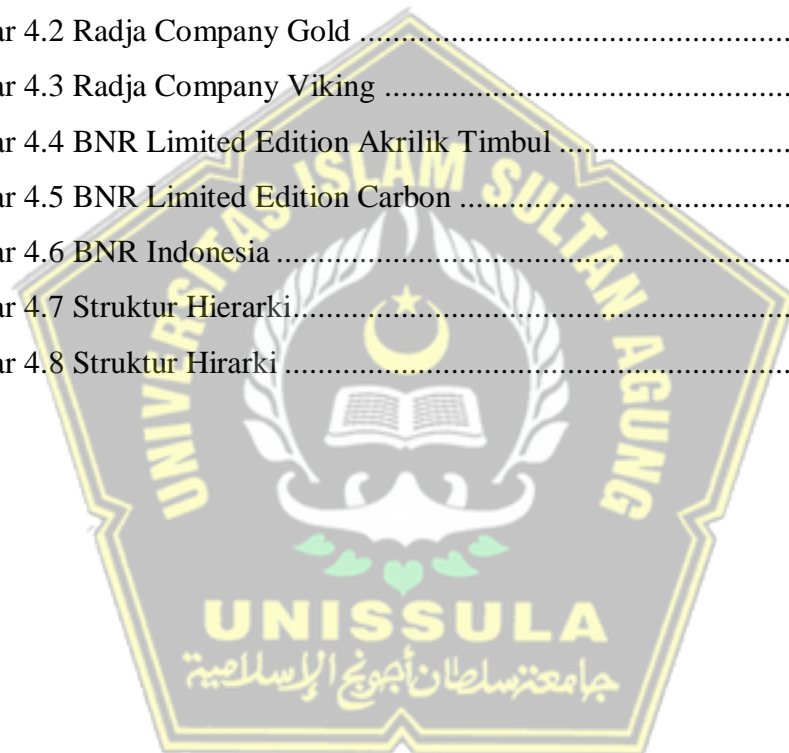 ar 4.2 Radja Company Gold ....................................................
ar 4.3 Radja Company Viking .................................................
ar 4.4 BNR Limited Edition Akrilik Timbul ............................
ar 4.5 BNR Limited Edition Carbon ........................................
ar 4.6 BNR Indonesia ..............................................................
ar 4.7 Struktur Hierarki............................................................
ar 4.8 Struktur Hirarki .............................................................
UNIVERSITAS ISLAM SULTAN AGUNG
UNISSULA
جامعتنسلطان أجونج الإسلامية